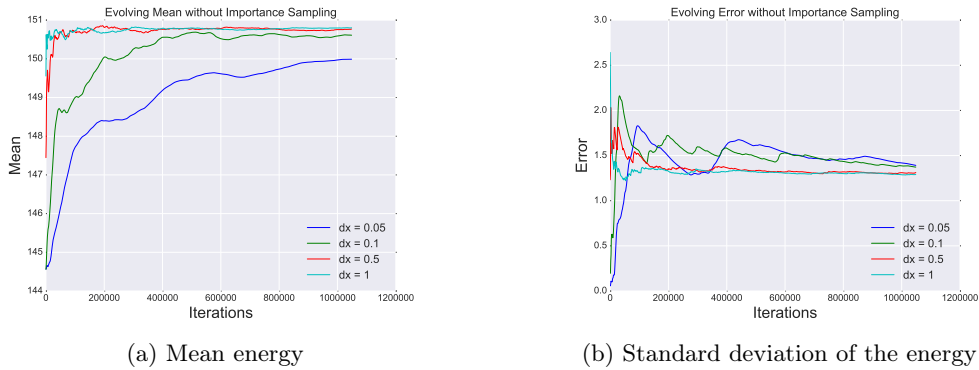 Evolving Mean without Importance Sampling
151
150
149
148
147
146
145
144
Mean
0
200000
400000
600000
800000
1000000
1200000
Iterations
dx = 0.05
dx = 0.1
dx = 0.5
dx = 1
(a) Mean energy
Evolving Error without Importance Sampling
3.0
2.5
2.0
1.5
1.0
0.5
0.0
Error
0
200000
400000
600000
800000
1000000
1200000
Iterations
dx = 0.05
dx = 0.1
dx = 0.5
dx = 1
(b) Standard deviation of the energy